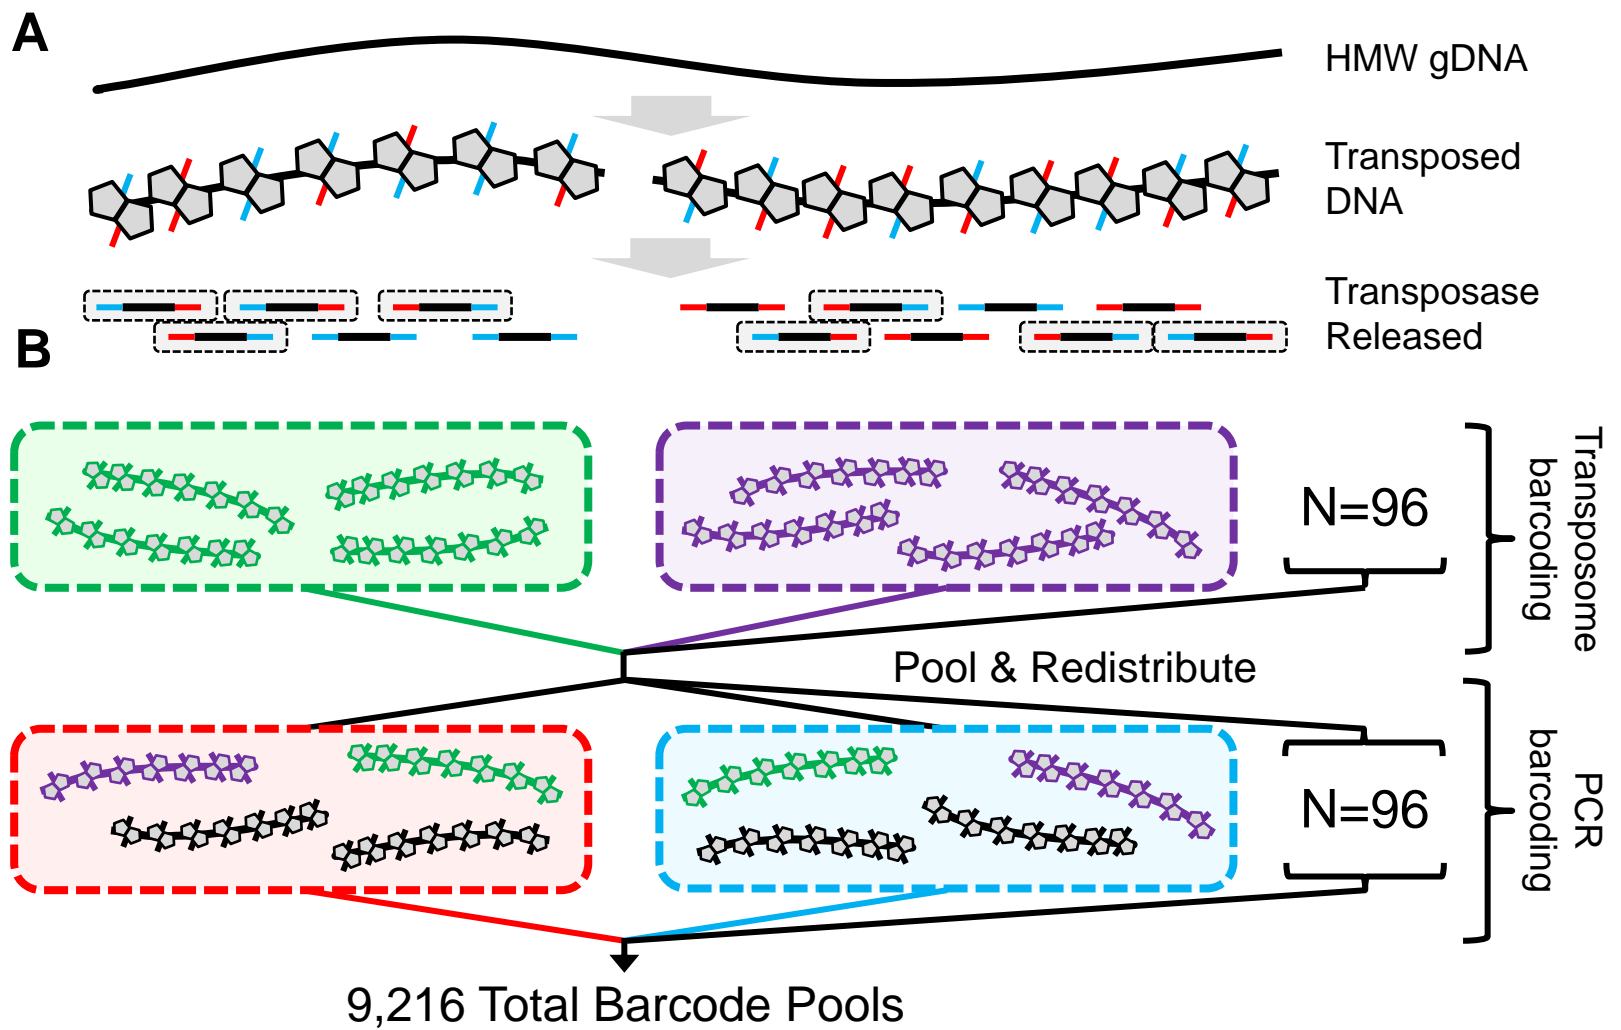 A
HMW gDNA
Transposed
DNA
Transposase
Released
B
N=96
Transposome
barcoding
Pool & Redistribute
N=96
PCR
barcoding
9,216 Total Barcode Pools